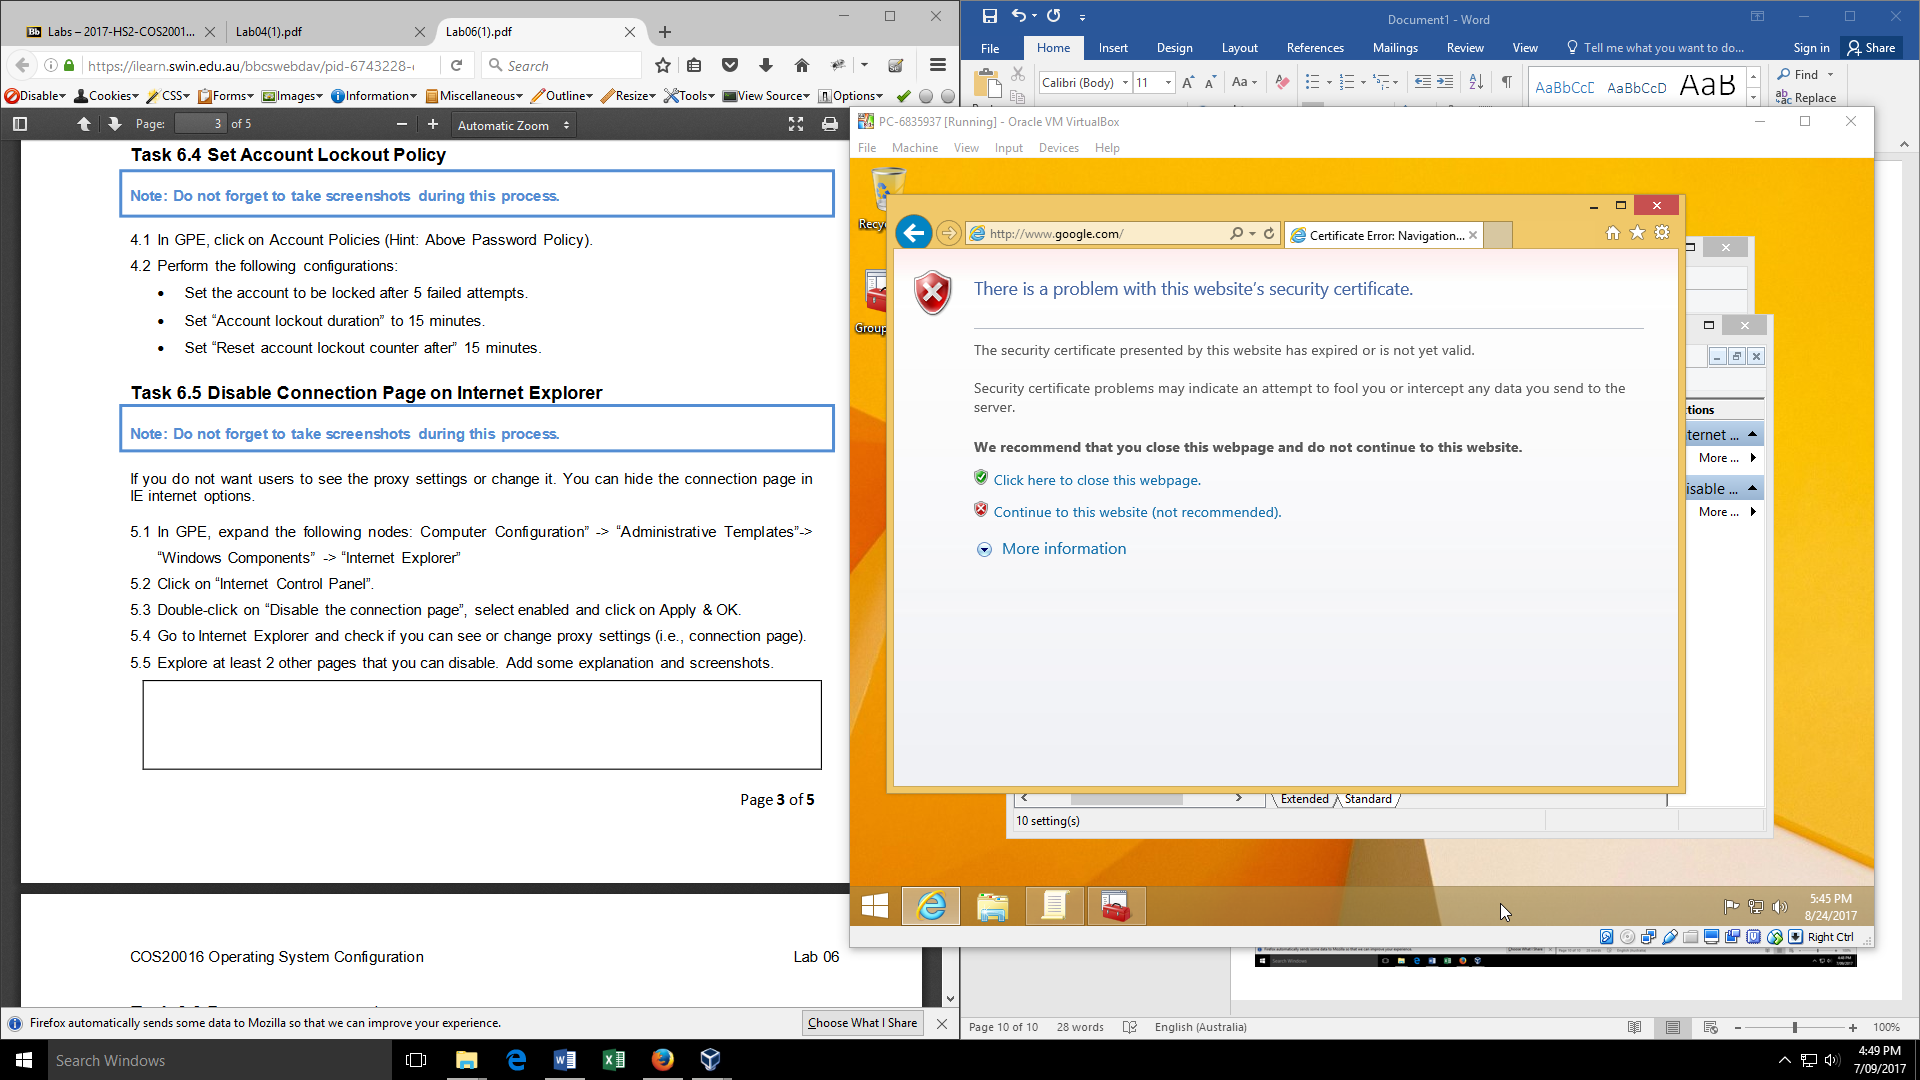 Labs – 2017-HS2-COS2001...
Lab04(1).pdf
Lab06(1).pdf
https://ilearn.swin.edu.au/bbcswebdav/pid-6743228-
Search
Disable
Cookies
CSS
Forms
Images
Information
Miscellaneous
Outline
Resize
Tools
View Source
Options
Page:
3
of 5
Automatic Zoom
Task 6.4 Set Account Lockout Policy
Note: Do not forget to take screenshots during this process.
4.1 In GPE, click on Account Policies (Hint: Above Password Policy).
4.2 Perform the following configurations:
• Set the account to be locked after 5 failed attempts.
• Set “Account lockout duration” to 15 minutes.
• Set “Reset account lockout counter after” 15 minutes.
Task 6.5 Disable Connection Page on Internet Explorer
Note: Do not forget to take screenshots during this process.
If you do not want users to see the proxy settings or change it. You can hide the connection page in
IE internet options.
5.1 In GPE, expand the following nodes: Computer Configuration” -> “Administrative Templates”->
“Windows Components” -> “Internet Explorer”
5.2 Click on “Internet Control Panel”.
5.3 Double-click on “Disable the connection page”, select enabled and click on Apply & OK.
5.4 Go to Internet Explorer and check if you can see or change proxy settings (i.e., connection page).
5.5 Explore at least 2 other pages that you can disable. Add some explanation and screenshots.
Page 3 of 5
COS20016 Operating System Configuration
Lab 06
Firefox automatically sends some data to Mozilla so that we can improve your experience.
Choose What I Share
Document1 - Word
File
Home
Insert
Design
Layout
References
Mailings
Review
View
Tell me what you want to do...
Sign in
Share
Calibri (Body)
11
Aa
AaBbCcDc
AaBbCcD
AaB
Find
Replace
PC-6835937 [Running] - Oracle VM VirtualBox
File
Machine
View
Input
Devices
Help
Recyc
Group
http://www.google.com/
Certificate Error: Navigation...
There is a problem with this website's security certificate.
The security certificate presented by this website has expired or is not yet valid.
Security certificate problems may indicate an attempt to fool you or intercept any data you send to the
server.
We recommend that you close this webpage and do not continue to this website.
Click here to close this webpage.
Continue to this website (not recommended).
More information
tions
ternet ...
More ...
isable ...
More ...
Extended
Standard
10 setting(s)
5:45 PM
8/24/2017
Right Ctrl
Page 10 of 10
28 words
English (Australia)
100%
Search Windows
4:49 PM
7/09/2017